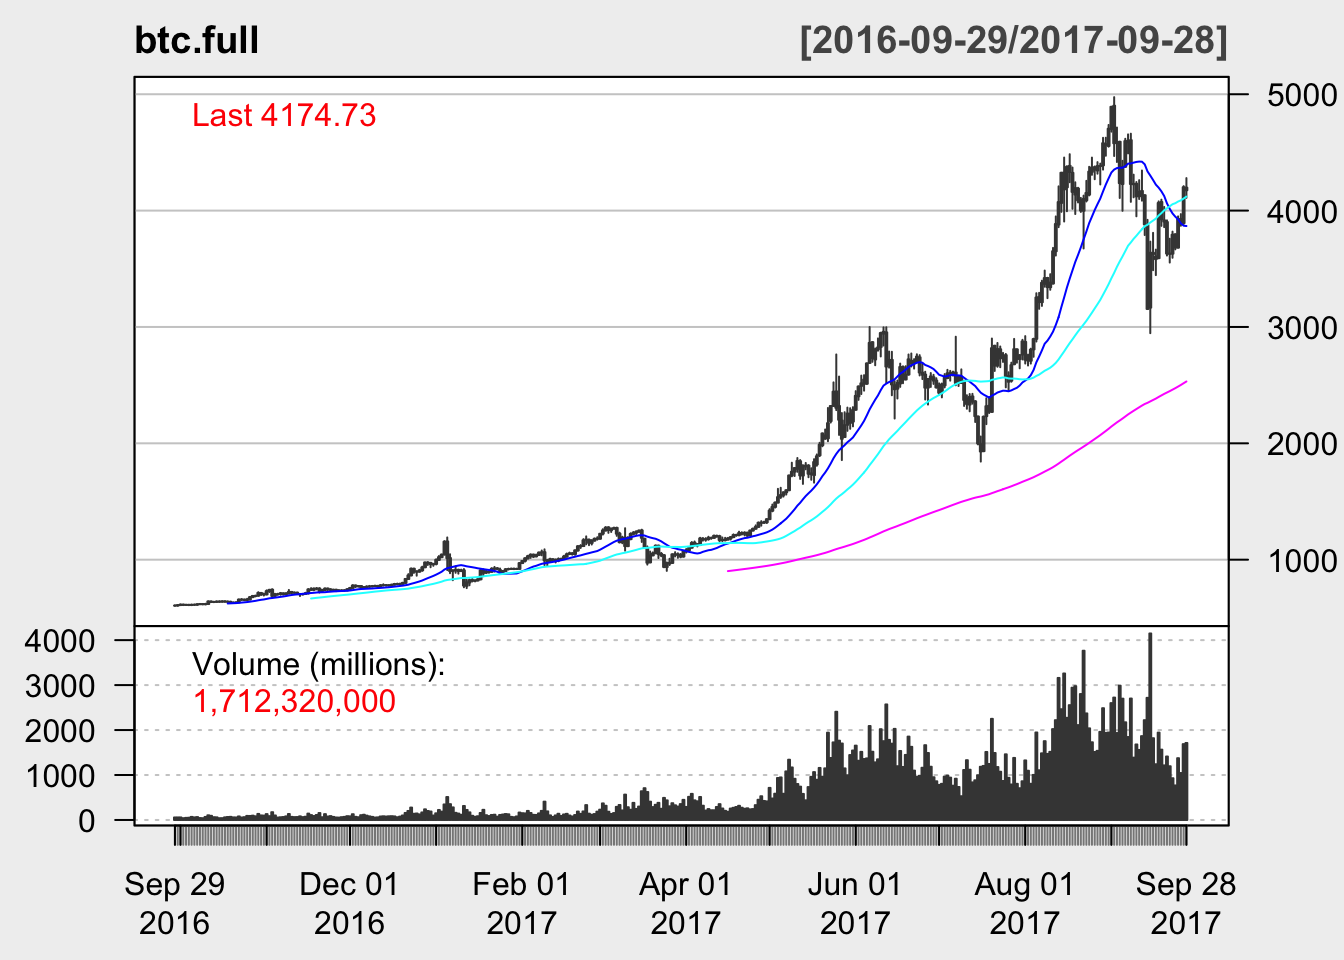 btc.full [2016-09-29/2017-09-28]
Last 4174.73
5000
4000
3000
2000
1000
Volume (millions):
1,712,320,000
4000
3000
2000
1000
0
Sep 29 Dec 01 Feb 01 Apr 01 Jun 01 Aug 01 Sep 28
2016 2016 2017 2017 2017 2017 2017